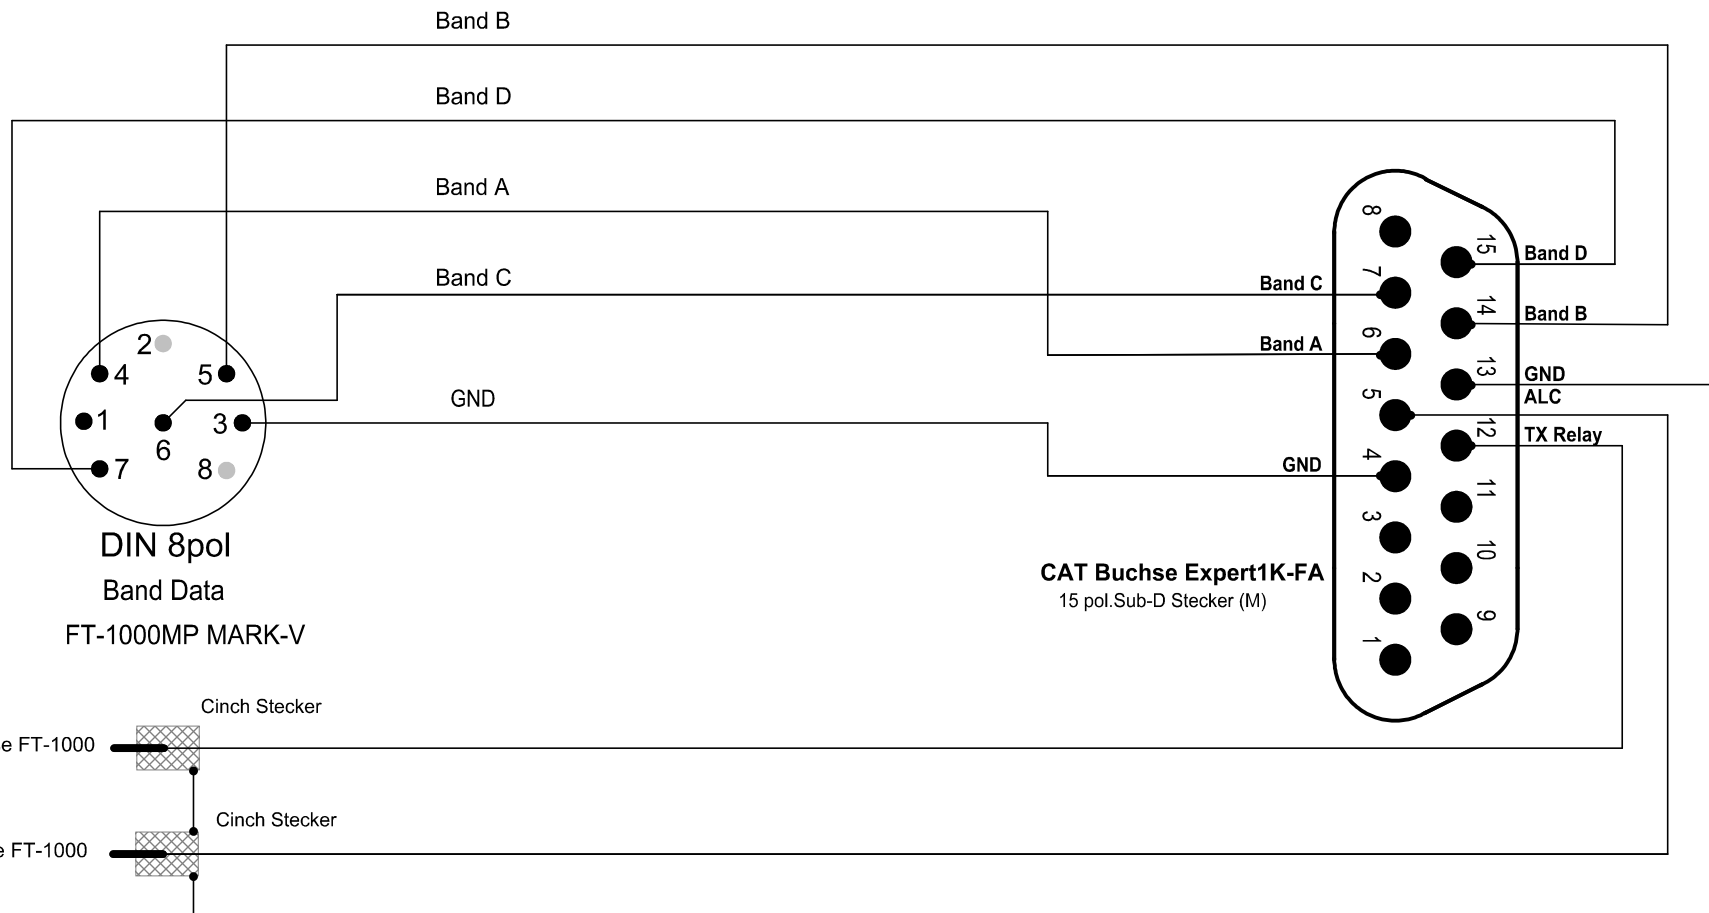 Band B
Band D
Band A
Band C
GND
2
4
5
1
6
3
7
8
DIN 8pol
Band Data
FT-1000MP MARK-V
8
15
Band D
7
Band C
14
Band B
6
Band A
13
GND
5
ALC
12
TX Relay
4
GND
11
3
10
CAT Buchse Expert1K-FA
2
15 pol.Sub-D Stecker (M)
9
1
Cinch Stecker
e FT-1000
Cinch Stecker
e FT-1000